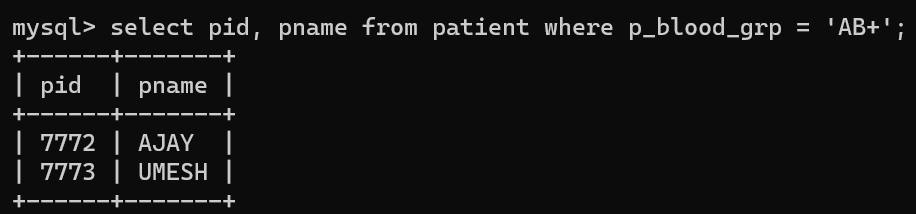 mysql> select pid, pname from patient where p_blood_grp = 'AB+';
+------+-------+
| pid  | pname |
+------+-------+
| 7772 | AJAY  |
| 7773 | UMESH |
+------+-------+